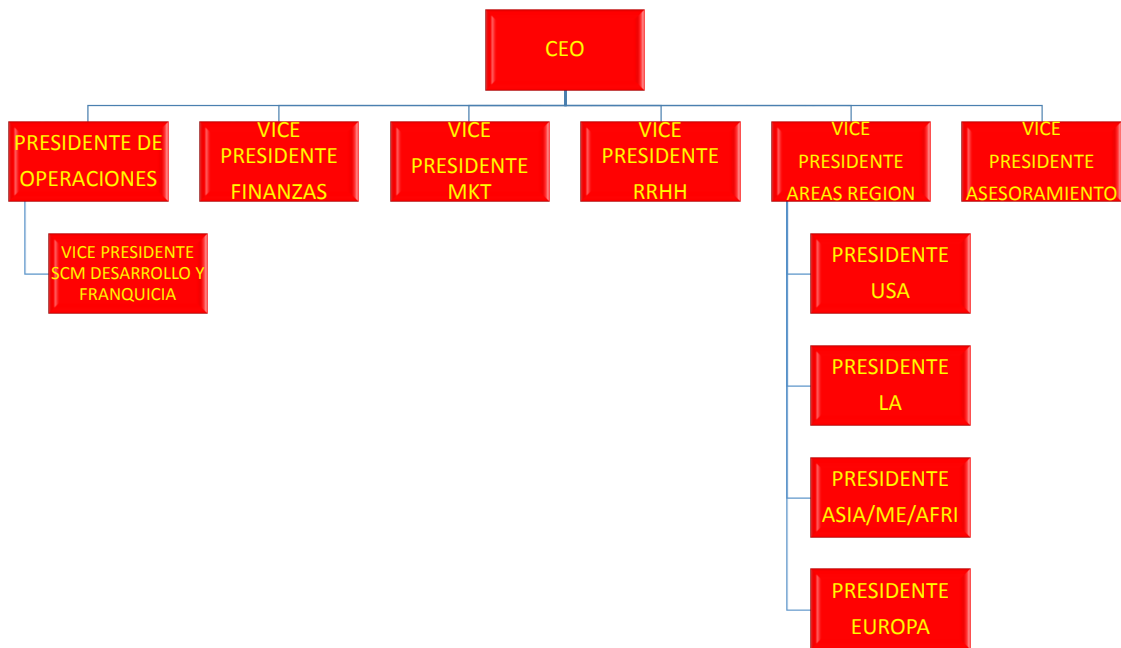 CEO
PRESIDENTE DE
OPERACIONES
VICE
PRESIDENTE
FINANZAS
VICE
PRESIDENTE
MKT
VICE
PRESIDENTE
RRHH
VICE
PRESIDENTE
AREAS REGION
VICE
PRESIDENTE
ASESORAMIENTO
VICE PRESIDENTE
SCM DESARROLLO Y
FRANQUICIA
PRESIDENTE
USA
PRESIDENTE
LA
PRESIDENTE
ASIA/ME/AFRI
PRESIDENTE
EUROPA